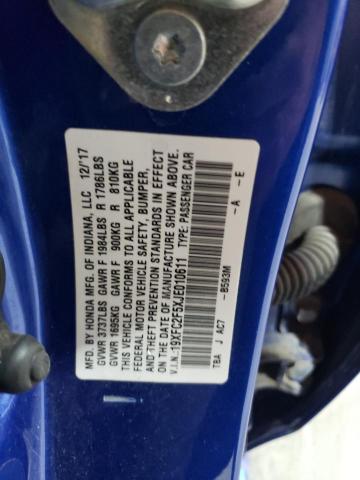 MFD. BY HONDA MFG. OF INDIANA, LLC 12/'17
GVWR 3737LBS GAWR F 1984LBS R 1786LBS
GVWR 1695KG GAWR F 900KG R 810KG
THIS VEHICLE CONFORMS TO ALL APPLICABLE
FEDERAL MOTOR VEHICLE SAFETY, BUMPER,
AND THEFT PREVENTION STANDARDS IN EFFECT
ON THE DATE OF MANUFACTURE SHOWN ABOVE.
V.I.N.:19XFC2F5XJE010611 TYPE: PASSENGER CAR
TBA J AC7 -B593M -A -E